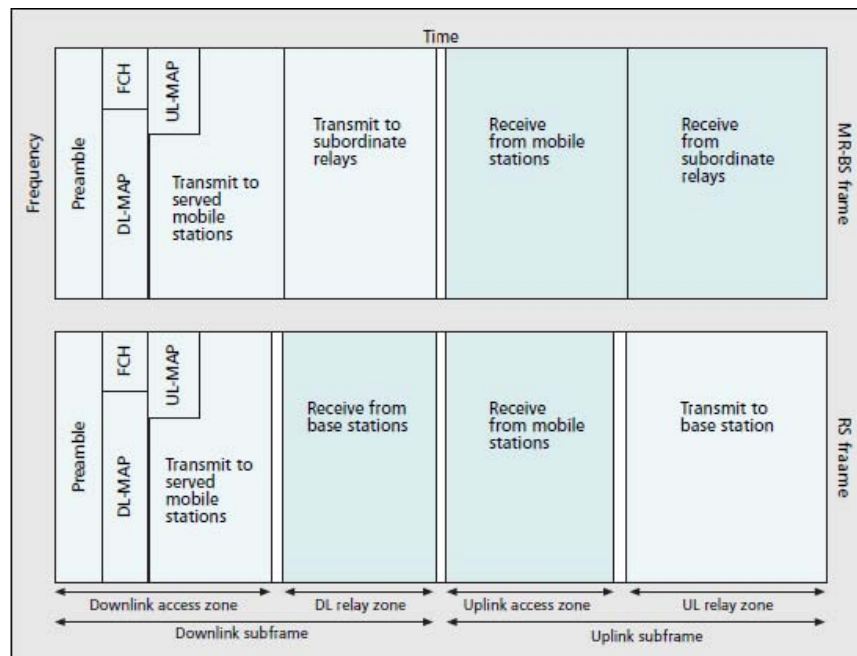 Time
Frequency
Preamble
FCH
DL-MAP
UL-MAP
Transmit to
served
mobile
stations
Transmit to
subordinate
relays
Receive
from mobile
stations
Receive
from
subordinate
relays
MR-BS frame
Preamble
FCH
DL-MAP
UL-MAP
Transmit to
served
mobile
stations
Receive from
base stations
Receive
from mobile
stations
Transmit to
base station
RS fraame
Downlink access zone
DL relay zone
Uplink access zone
UL relay zone
Downlink subframe
Uplink subframe